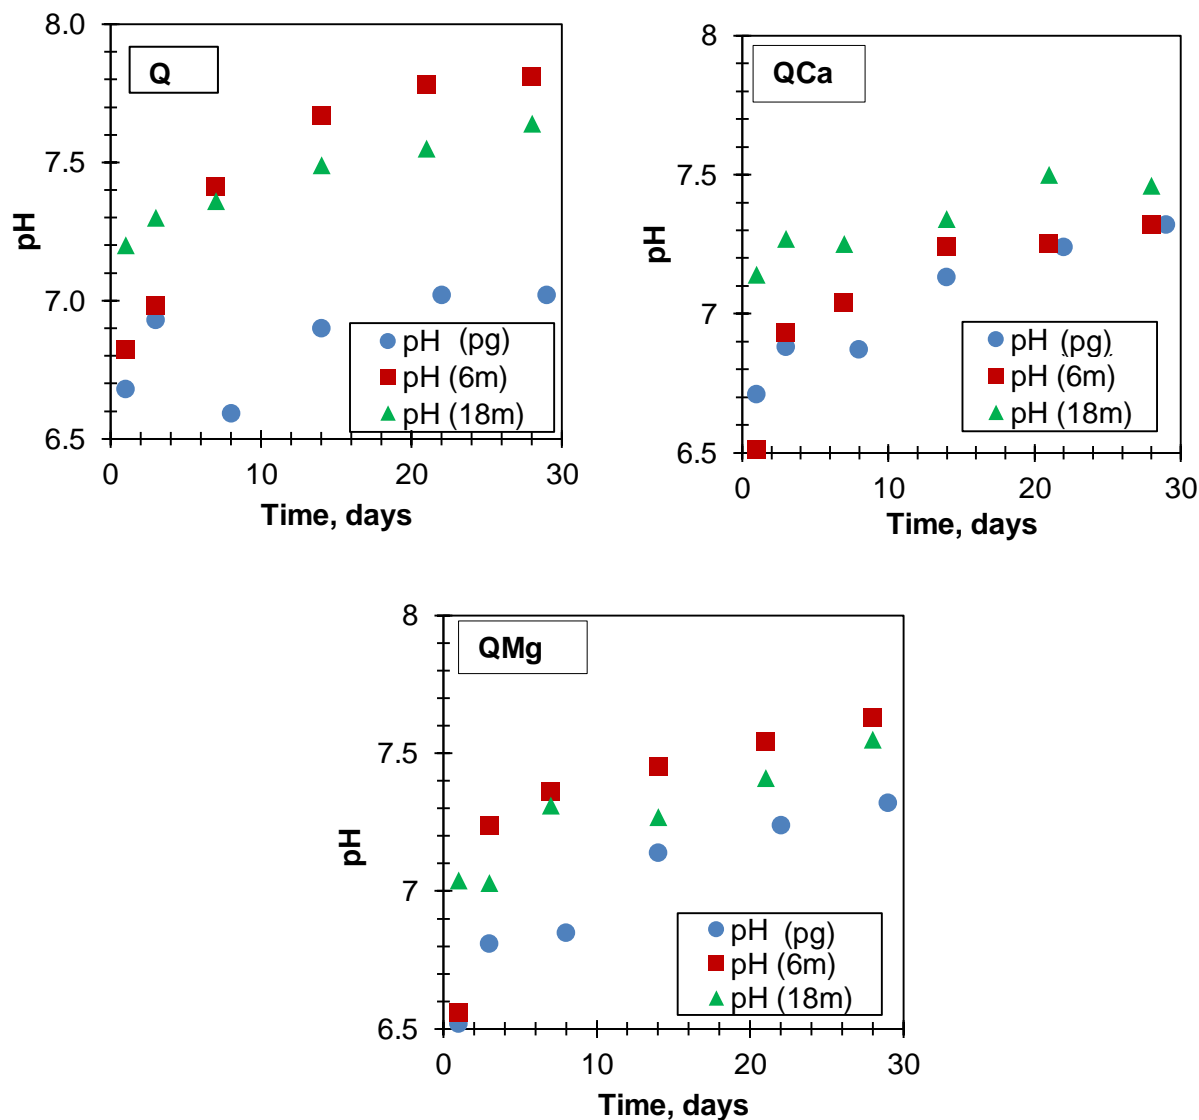 Q
8.0
7.5
7.0
6.5
pH
0 10 20 30
Time, days
pH (pg)
pH (6m)
pH (18m)
QCa
8
7.5
7
6.5
pH
0 10 20 30
Time, days
pH (pg)
pH (6m)
pH (18m)
QMg
8
7.5
7
6.5
pH
0 10 20 30
Time, days
pH (pg)
pH (6m)
pH (18m)